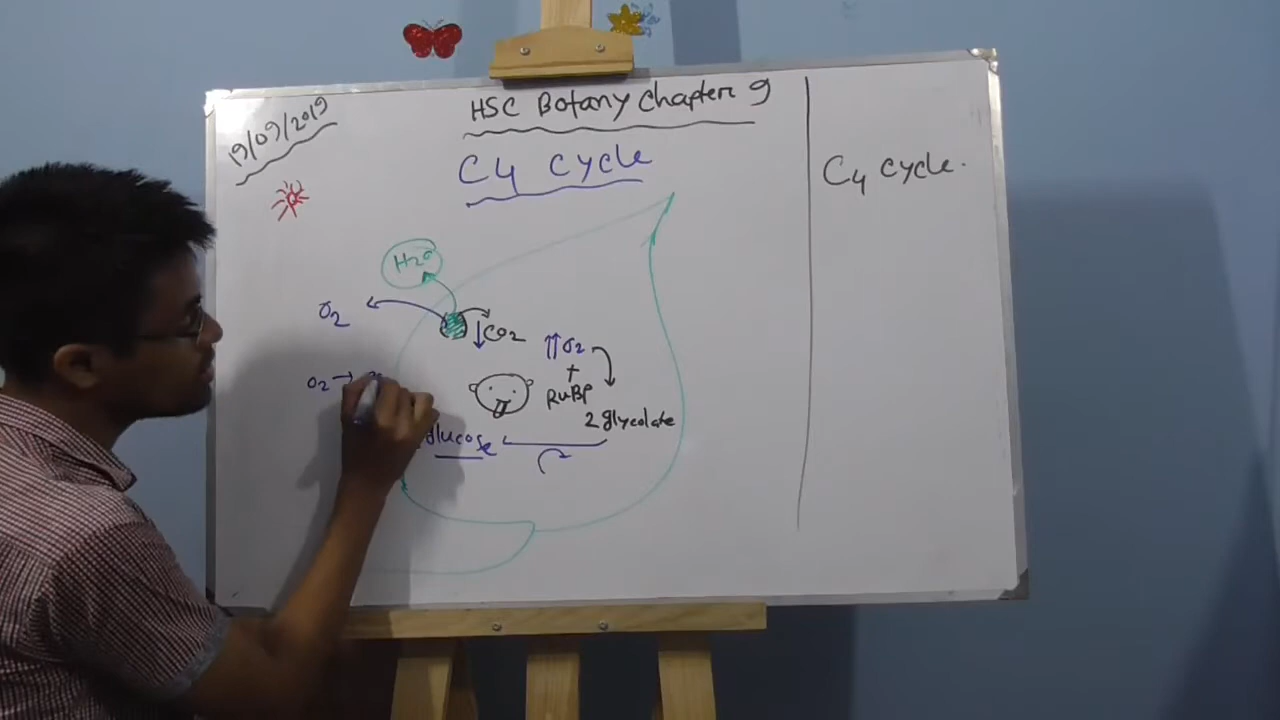 19/09/2019
HSC Botany Chapter 9
C4 Cycle
C4 cycle.
H2O
O2
↓CO2
⇈O2
+
RuBP
2 glycolate
O2 →
glucose